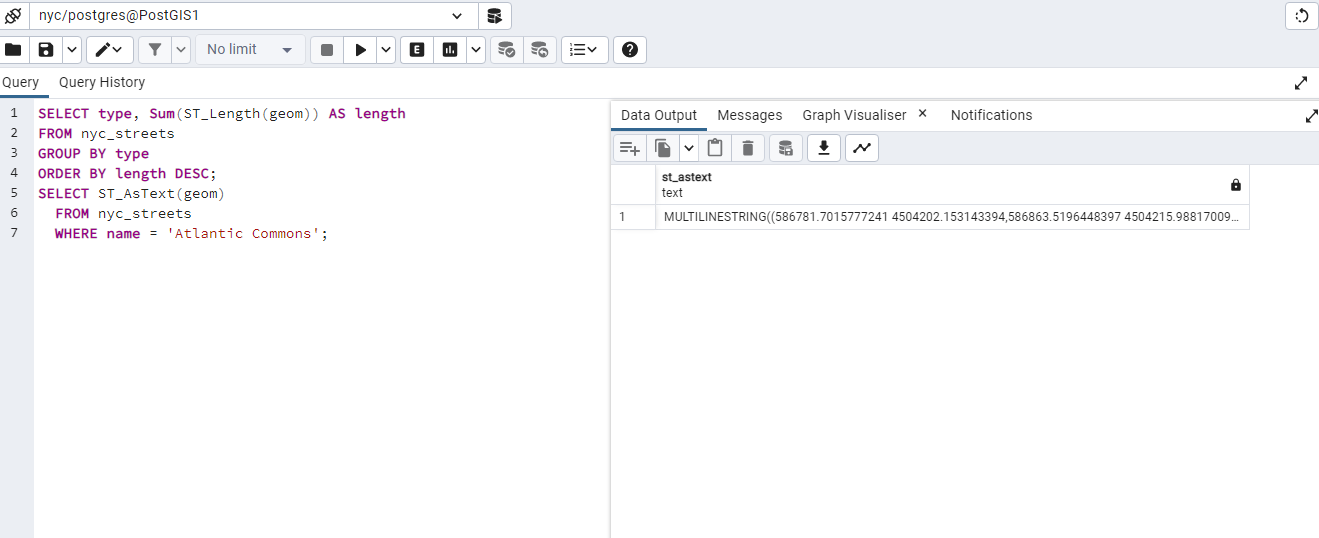 nyc/postgres@PostGIS1
No limit
E
Query Query History
1 SELECT type, Sum(ST_Length(geom)) AS length
2 FROM nyc_streets
3 GROUP BY type
4 ORDER BY length DESC;
5 SELECT ST_AsText(geom)
6 FROM nyc_streets
7 WHERE name = 'Atlantic Commons';
Data Output Messages Graph Visualiser × Notifications
st_astext
text
1 MULTILINESTRING((586781.7015777241 4504202.153143394,586863.5196448397 4504215.98817009…